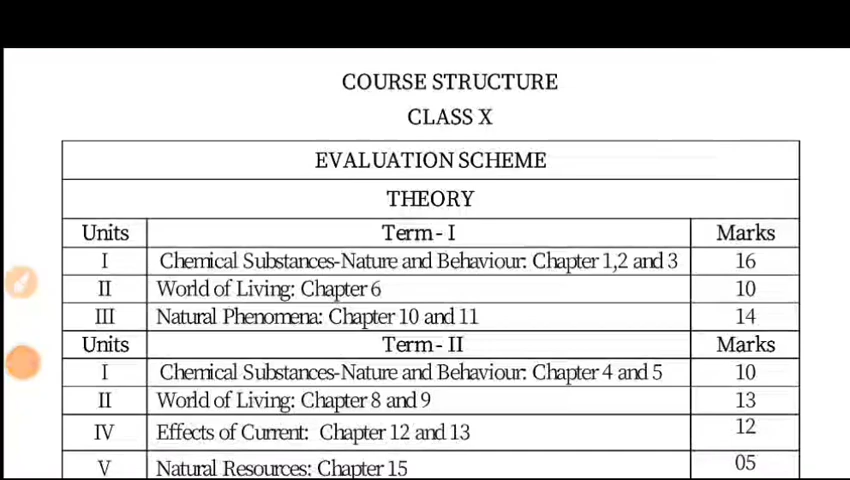 COURSE STRUCTURE
CLASS X
EVALUATION SCHEME
THEORY
Units Term- I Marks
I Chemical Substances-Nature and Behaviour: Chapter 1,2 and 3 16
II World of Living: Chapter 6 10
III Natural Phenomena: Chapter 10 and 11 14
Units Term- II Marks
I Chemical Substances-Nature and Behaviour: Chapter 4 and 5 10
II World of Living: Chapter 8 and 9 13
IV Effects of Current: Chapter 12 and 13 12
V Natural Resources: Chapter 15 05